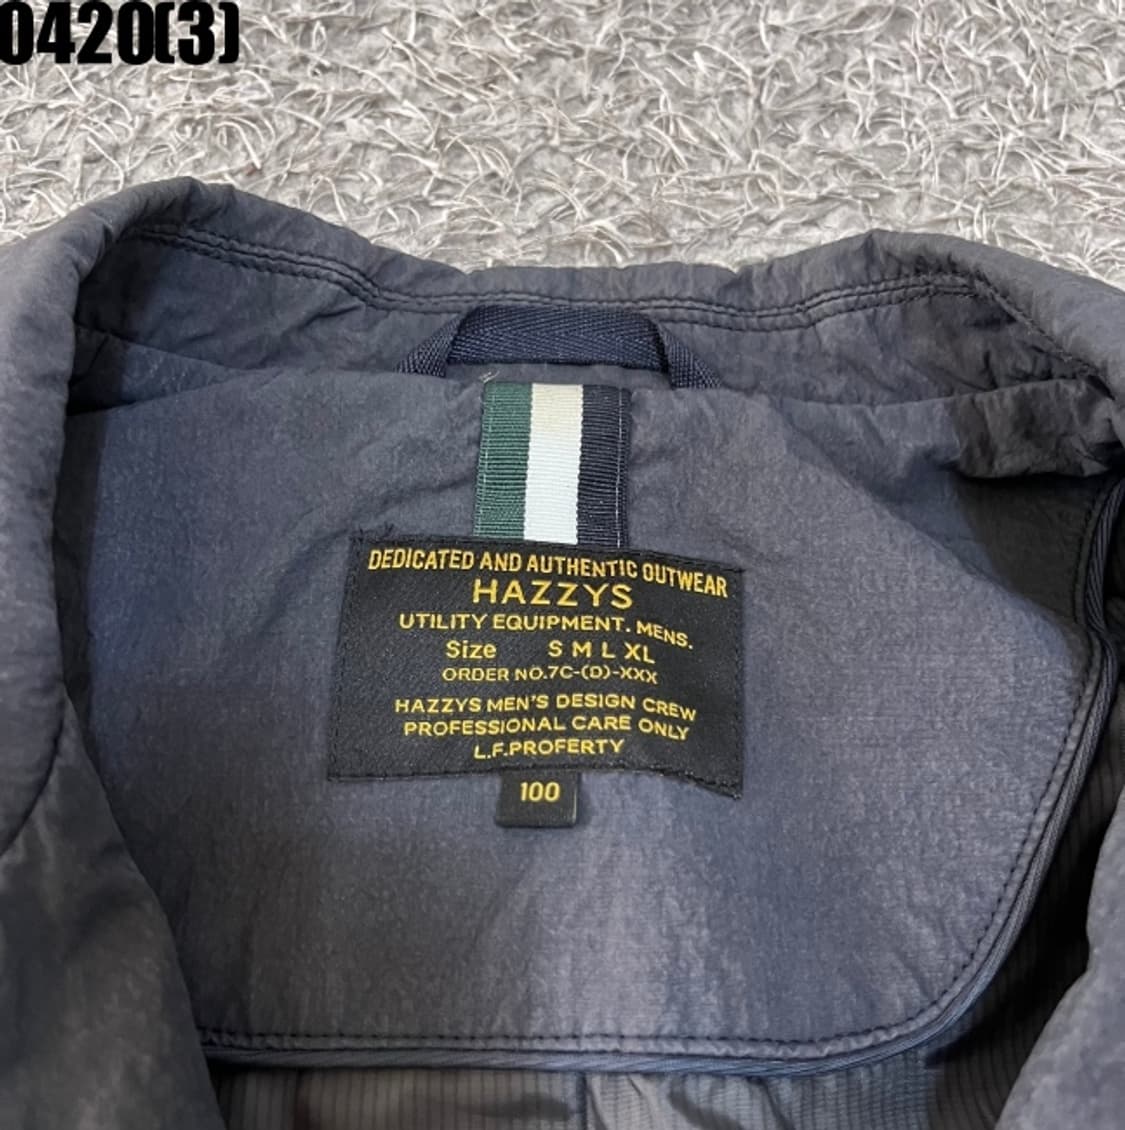 0420(3)
DEDICATED AND AUTHENTIC OUTWEAR
HAZZYS
UTILITY EQUIPMENT. MENS.
Size S M L XL
ORDER NO.7C-(D)-XXX
HAZZYS MEN'S DESIGN CREW
PROFESSIONAL CARE ONLY
L.F.PROFERTY
100